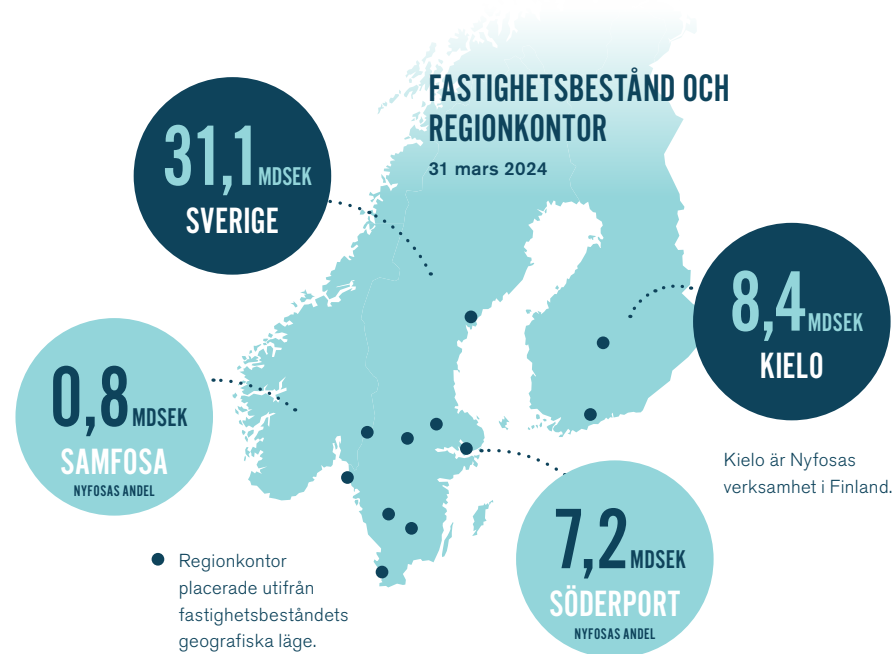 FASTIGHETSBESTÅND OCH
REGIONKONTOR
31 mars 2024
31,1 MDSEK
SVERIGE
8,4 MDSEK
KIELO
Kielo är Nyfosas
verksamhet i Finland.
0,8 MDSEK
SAMFOSA
NYFOSAS ANDEL
7,2 MDSEK
SÖDERPORT
NYFOSAS ANDEL
Regionkontor
placerade utifrån
fastighetsbeståndets
geografiska läge.